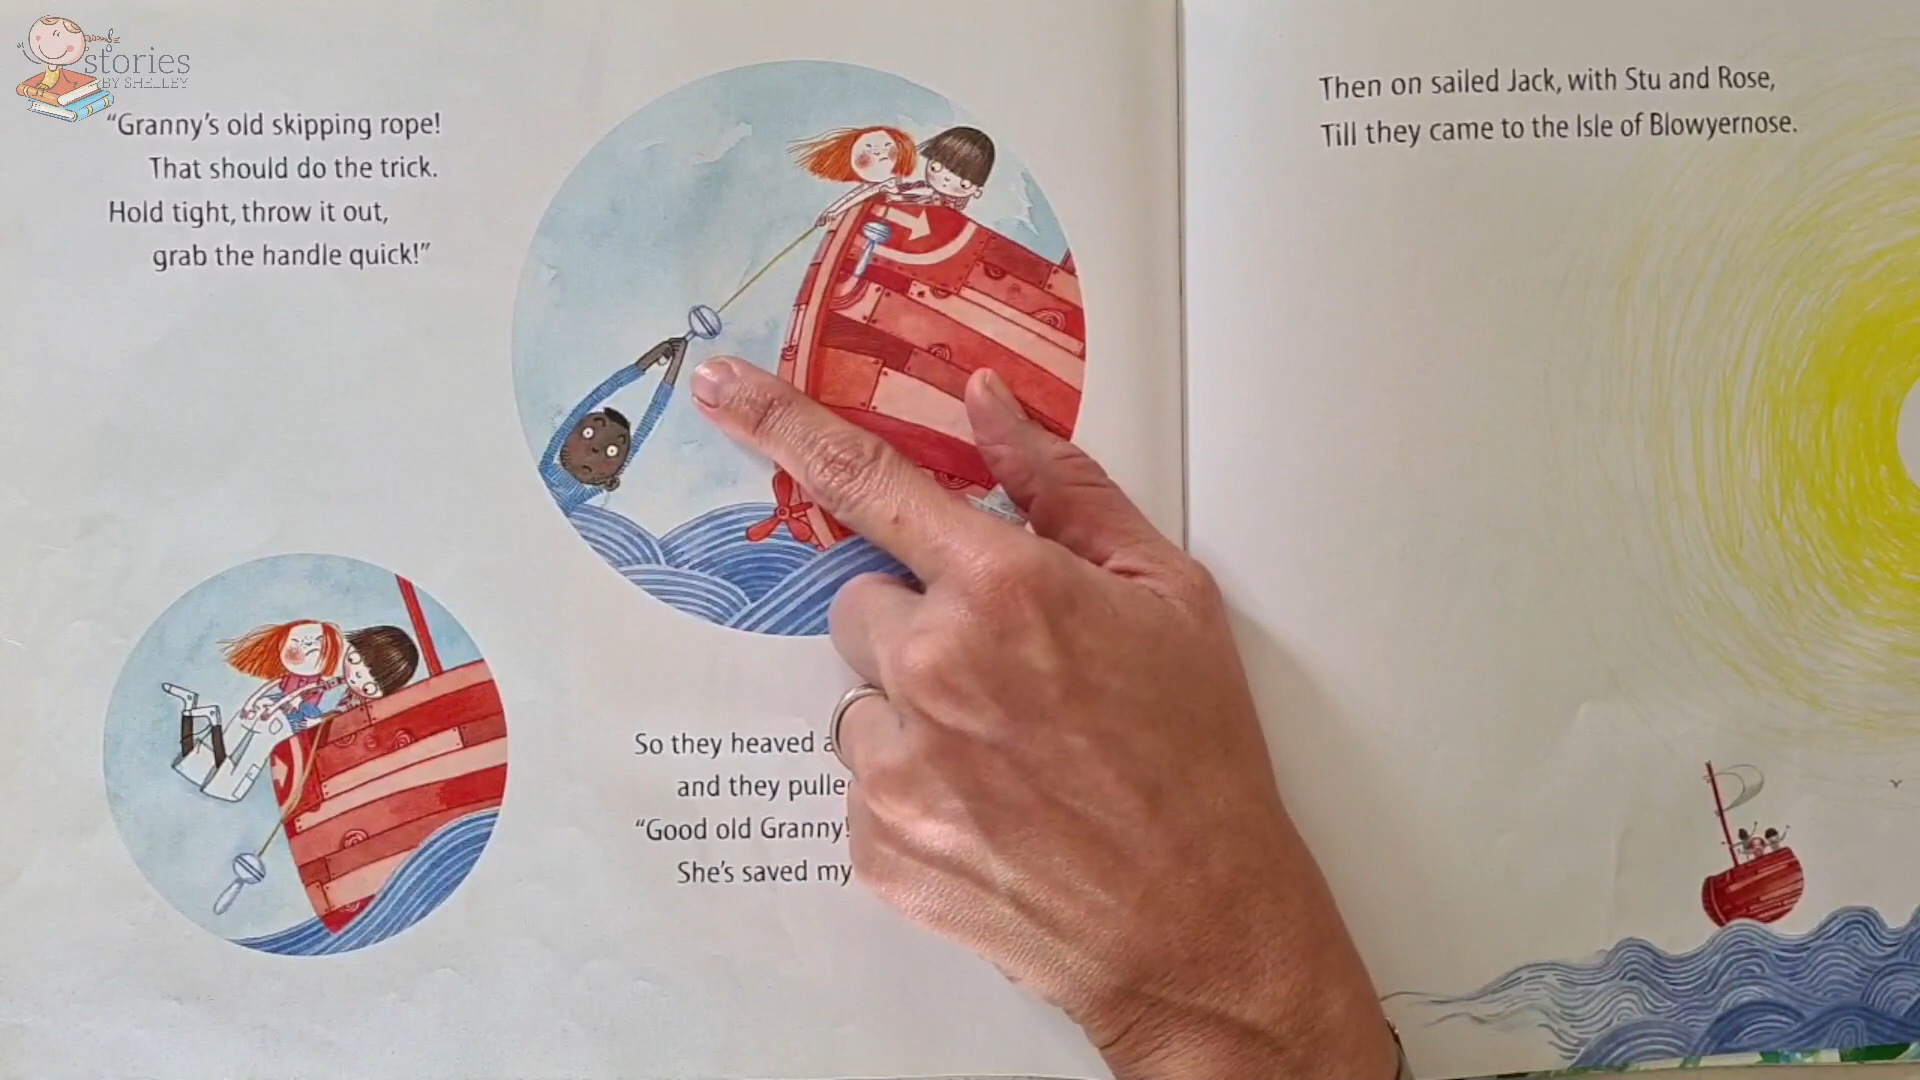 stories
BY SHELLEY
“Granny’s old skipping rope!
That should do the trick.
Hold tight, throw it out,
grab the handle quick!”
So they heaved
and they
“Good old Granny!
She’s saved my
Then on sailed Jack, with Stu and Rose,
Till they came to the Isle of Blowyernose.